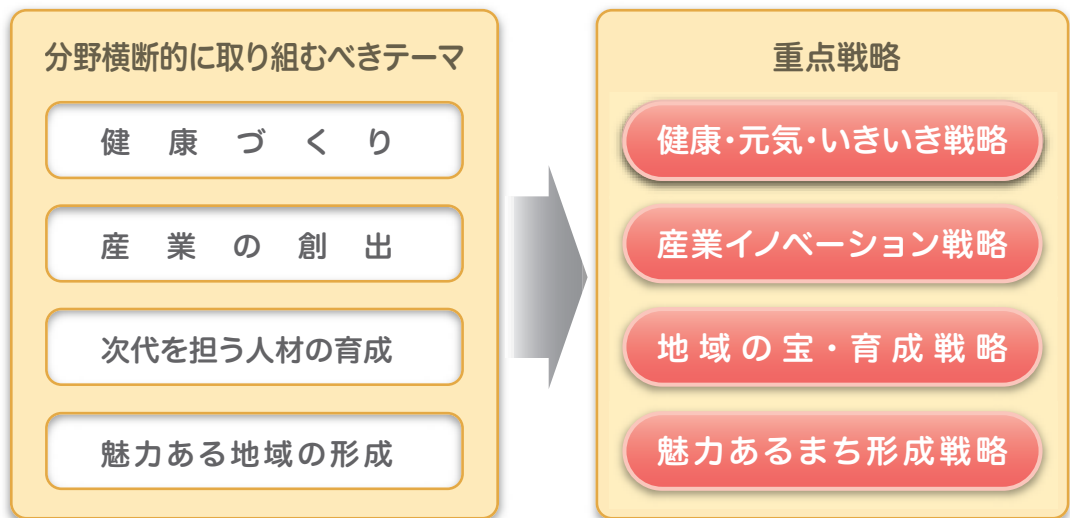 分野横断的に取り組むべきテーマ
健康づくり
産業の創出
次代を担う人材の育成
魅力ある地域の形成
重点戦略
健康・元気・いきいき戦略
産業イノベーション戦略
地域の宝・育成戦略
魅力あるまち形成戦略